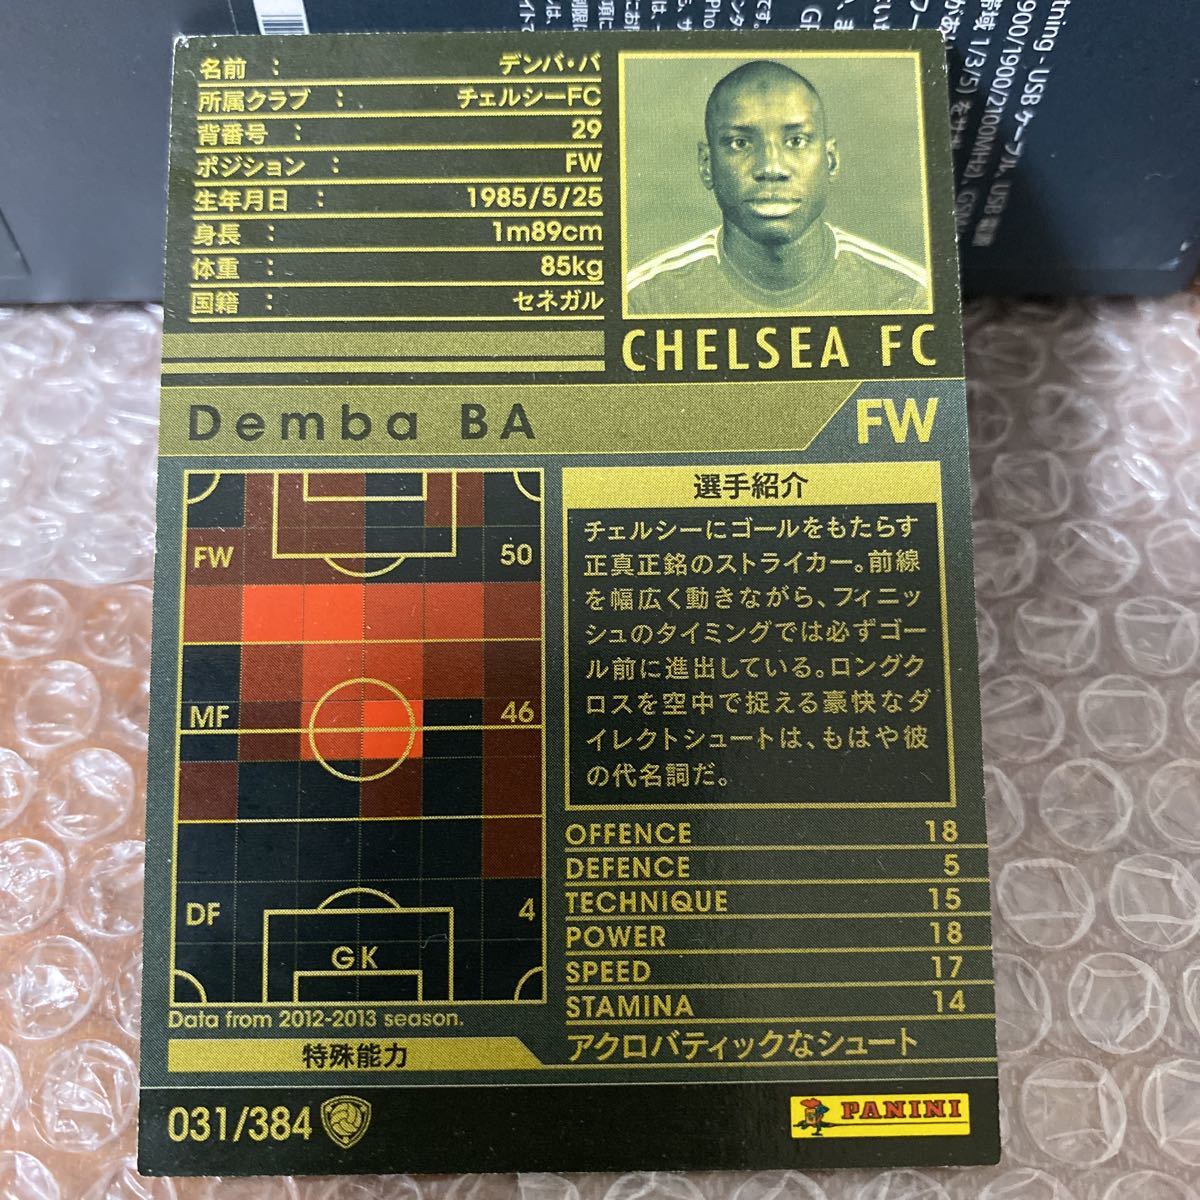 名前 : デンバ・バ
所属クラブ : チェルシーFC
背番号 : 29
ポジション : FW
生年月日 : 1985/5/25
身長 : 1m89cm
体重 : 85kg
国籍 : セネガル
CHELSEA FC
Demba BA
FW
FW 50
MF 46
DF 4
GK
Data from 2012-2013 season.
選手紹介
チェルシーにゴールをもたらす
正真正銘のストライカー。前線
を幅広く動きながら、フィニッ
シュのタイミングでは必ずゴー
ル前に進出している。ロングク
ロスを空中で捉える豪快なダ
イレクトシュートは、もはや彼
の代名詞だ。
OFFENCE 18
DEFENCE 5
TECHNIQUE 15
POWER 18
SPEED 17
STAMINA 14
特殊能力
アクロバティックなシュート
031/384
PANINI